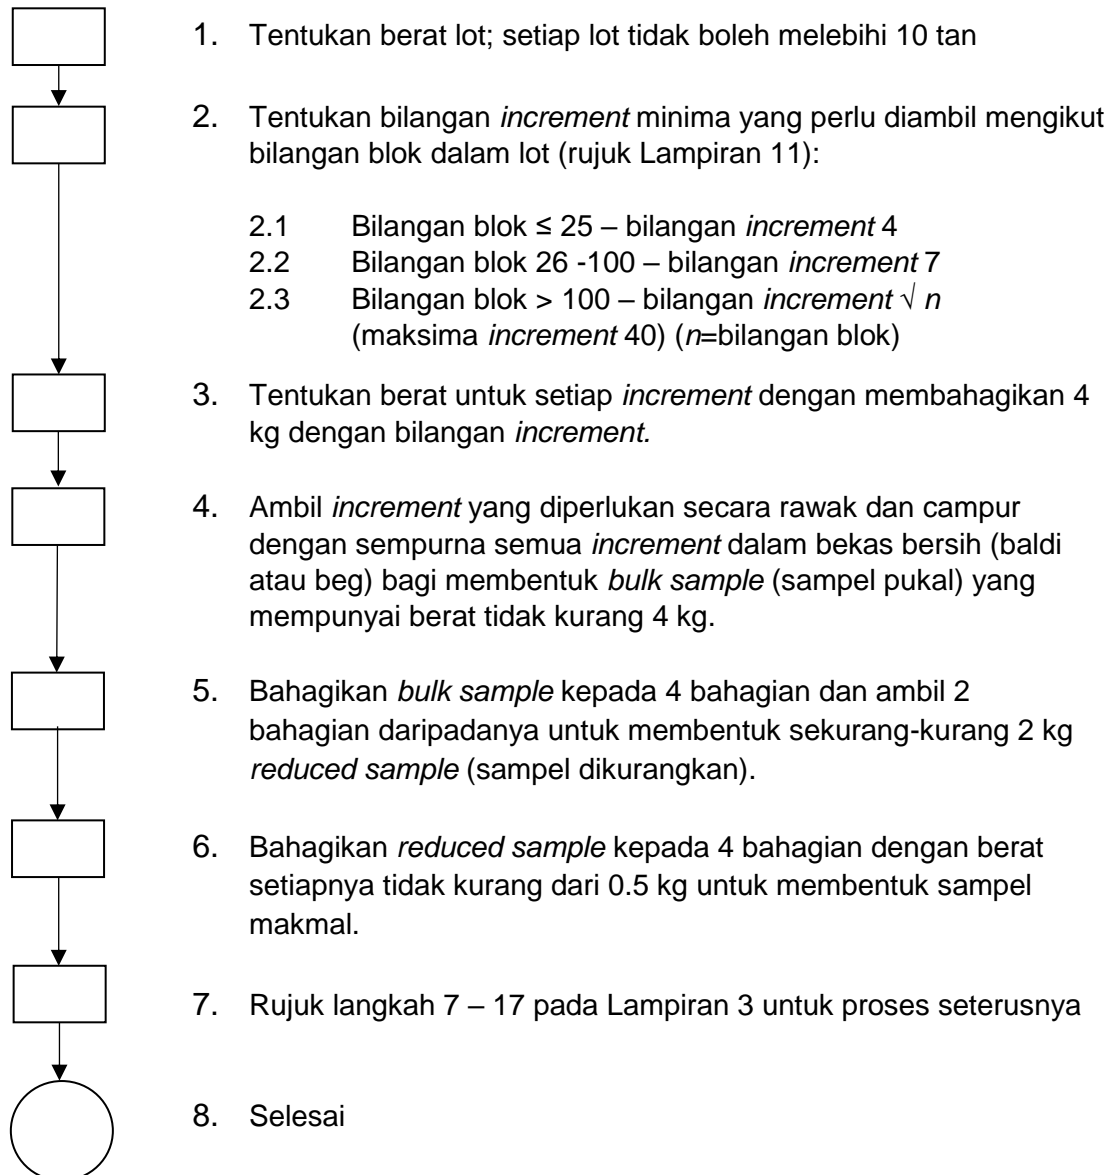 1. Tentukan berat lot; setiap lot tidak boleh melebihi 10 tan
2. Tentukan bilangan increment minima yang perlu diambil mengikut
bilangan blok dalam lot (rujuk Lampiran 11):
2.1 Bilangan blok ≤ 25 – bilangan increment 4
2.2 Bilangan blok 26 -100 – bilangan increment 7
2.3 Bilangan blok > 100 – bilangan increment √ n
(maksima increment 40) (n=bilangan blok)
3. Tentukan berat untuk setiap increment dengan membahagikan 4
kg dengan bilangan increment.
4. Ambil increment yang diperlukan secara rawak dan campur
dengan sempurna semua increment dalam bekas bersih (baldi
atau beg) bagi membentuk bulk sample (sampel pukal) yang
mempunyai berat tidak kurang 4 kg.
5. Bahagikan bulk sample kepada 4 bahagian dan ambil 2
bahagian daripadanya untuk membentuk sekurang-kurang 2 kg
reduced sample (sampel dikurangkan).
6. Bahagikan reduced sample kepada 4 bahagian dengan berat
setiapnya tidak kurang dari 0.5 kg untuk membentuk sampel
makmal.
7. Rujuk langkah 7 – 17 pada Lampiran 3 untuk proses seterusnya
8. Selesai